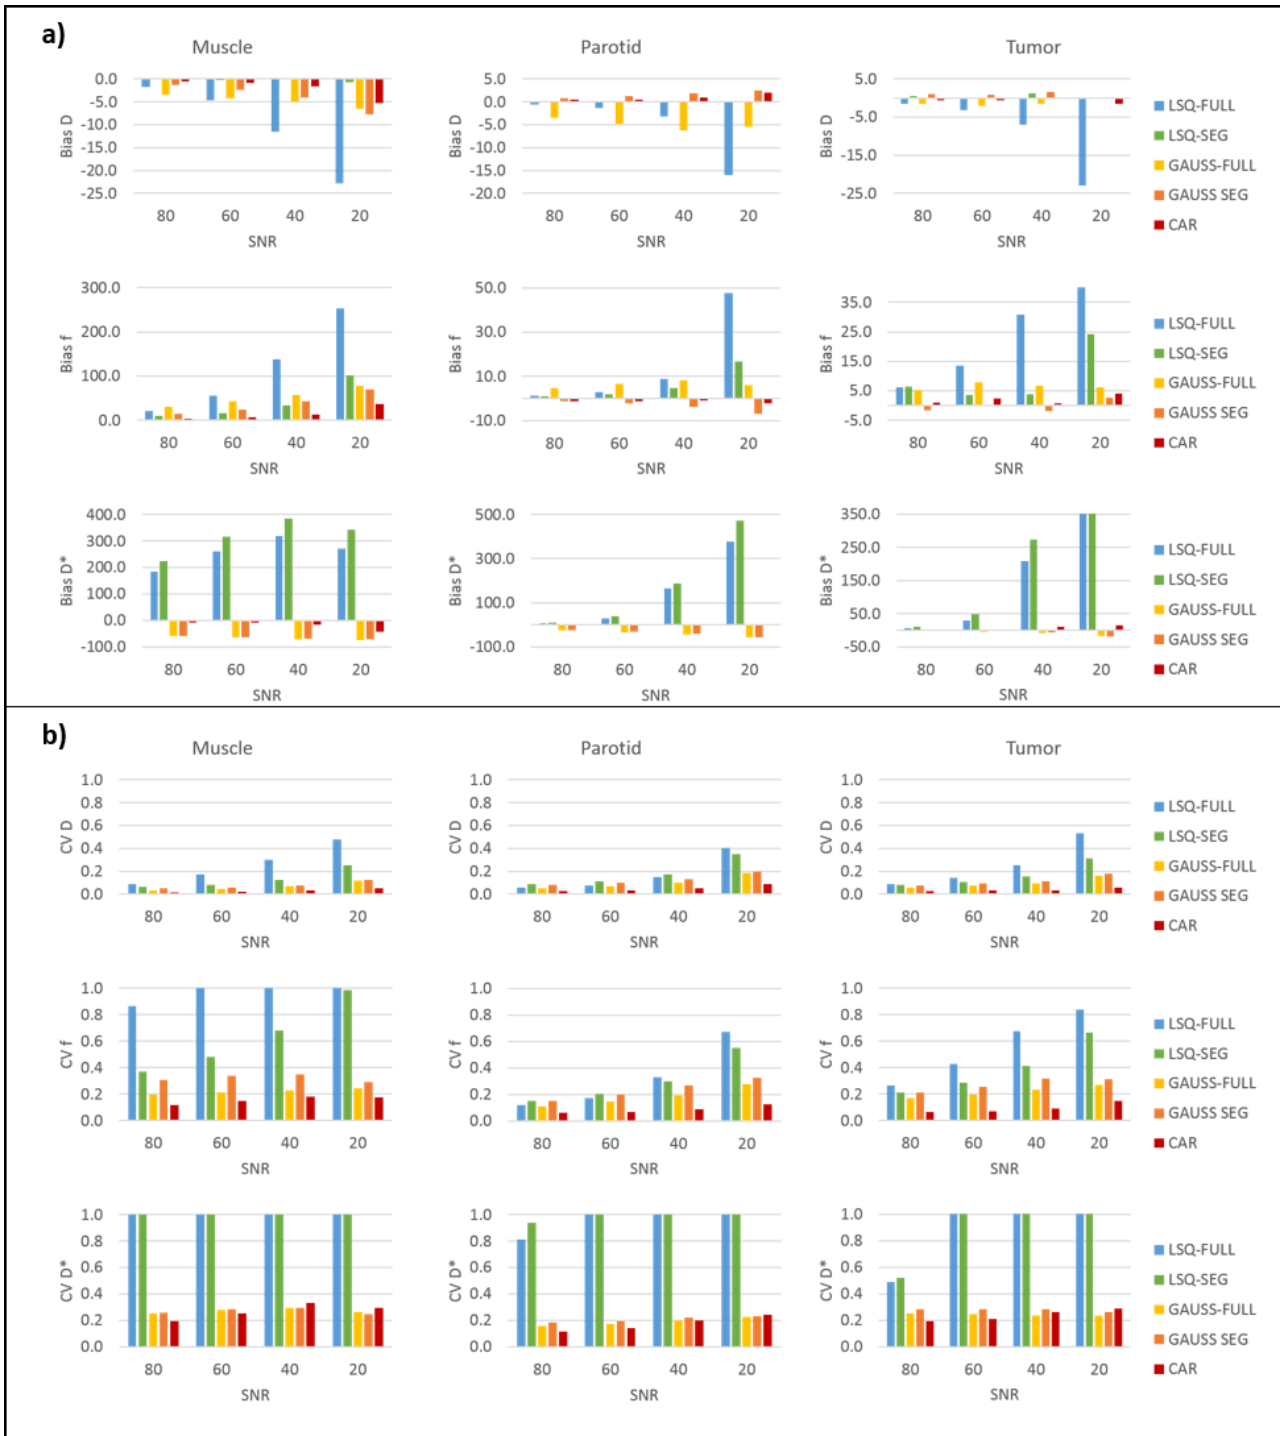 a)
Muscle
Parotid
Tumor
Bias D
0.0
-5.0
-10.0
-15.0
-20.0
-25.0
80 60 40 20
SNR
Bias D
5.0
0.0
-5.0
-10.0
-15.0
-20.0
80 60 40 20
SNR
Bias D
5.0
-5.0
-15.0
-25.0
80 60 40 20
SNR
LSQ-FULL
LSQ-SEG
GAUSS-FULL
GAUSS SEG
CAR
Bias f
300.0
200.0
100.0
0.0
80 60 40 20
SNR
Bias f
50.0
30.0
10.0
-10.0
80 60 40 20
SNR
Bias f
35.0
25.0
15.0
5.0
-5.0
80 60 40 20
SNR
LSQ-FULL
LSQ-SEG
GAUSS-FULL
GAUSS SEG
CAR
Bias D*
400.0
300.0
200.0
100.0
0.0
-100.0
80 60 40 20
SNR
Bias D*
500.0
300.0
100.0
-100.0
80 60 40 20
SNR
Bias D*
350.0
250.0
150.0
50.0
-50.0
80 60 40 20
SNR
LSQ-FULL
LSQ-SEG
GAUSS-FULL
GAUSS SEG
CAR
b)
Muscle
Parotid
Tumor
CV D
1.0
0.8
0.6
0.4
0.2
0.0
80 60 40 20
SNR
CV D
1.0
0.8
0.6
0.4
0.2
0.0
80 60 40 20
SNR
CV D
1.0
0.8
0.6
0.4
0.2
0.0
80 60 40 20
SNR
LSQ-FULL
LSQ-SEG
GAUSS-FULL
GAUSS SEG
CAR
CV f
1.0
0.8
0.6
0.4
0.2
0.0
80 60 40 20
SNR
CV f
1.0
0.8
0.6
0.4
0.2
0.0
80 60 40 20
SNR
CV f
1.0
0.8
0.6
0.4
0.2
0.0
80 60 40 20
SNR
LSQ-FULL
LSQ-SEG
GAUSS-FULL
GAUSS SEG
CAR
CV D*
1.0
0.8
0.6
0.4
0.2
0.0
80 60 40 20
SNR
CV D*
1.0
0.8
0.6
0.4
0.2
0.0
80 60 40 20
SNR
CV D*
1.0
0.8
0.6
0.4
0.2
0.0
80 60 40 20
SNR
LSQ-FULL
LSQ-SEG
GAUSS-FULL
GAUSS SEG
CAR